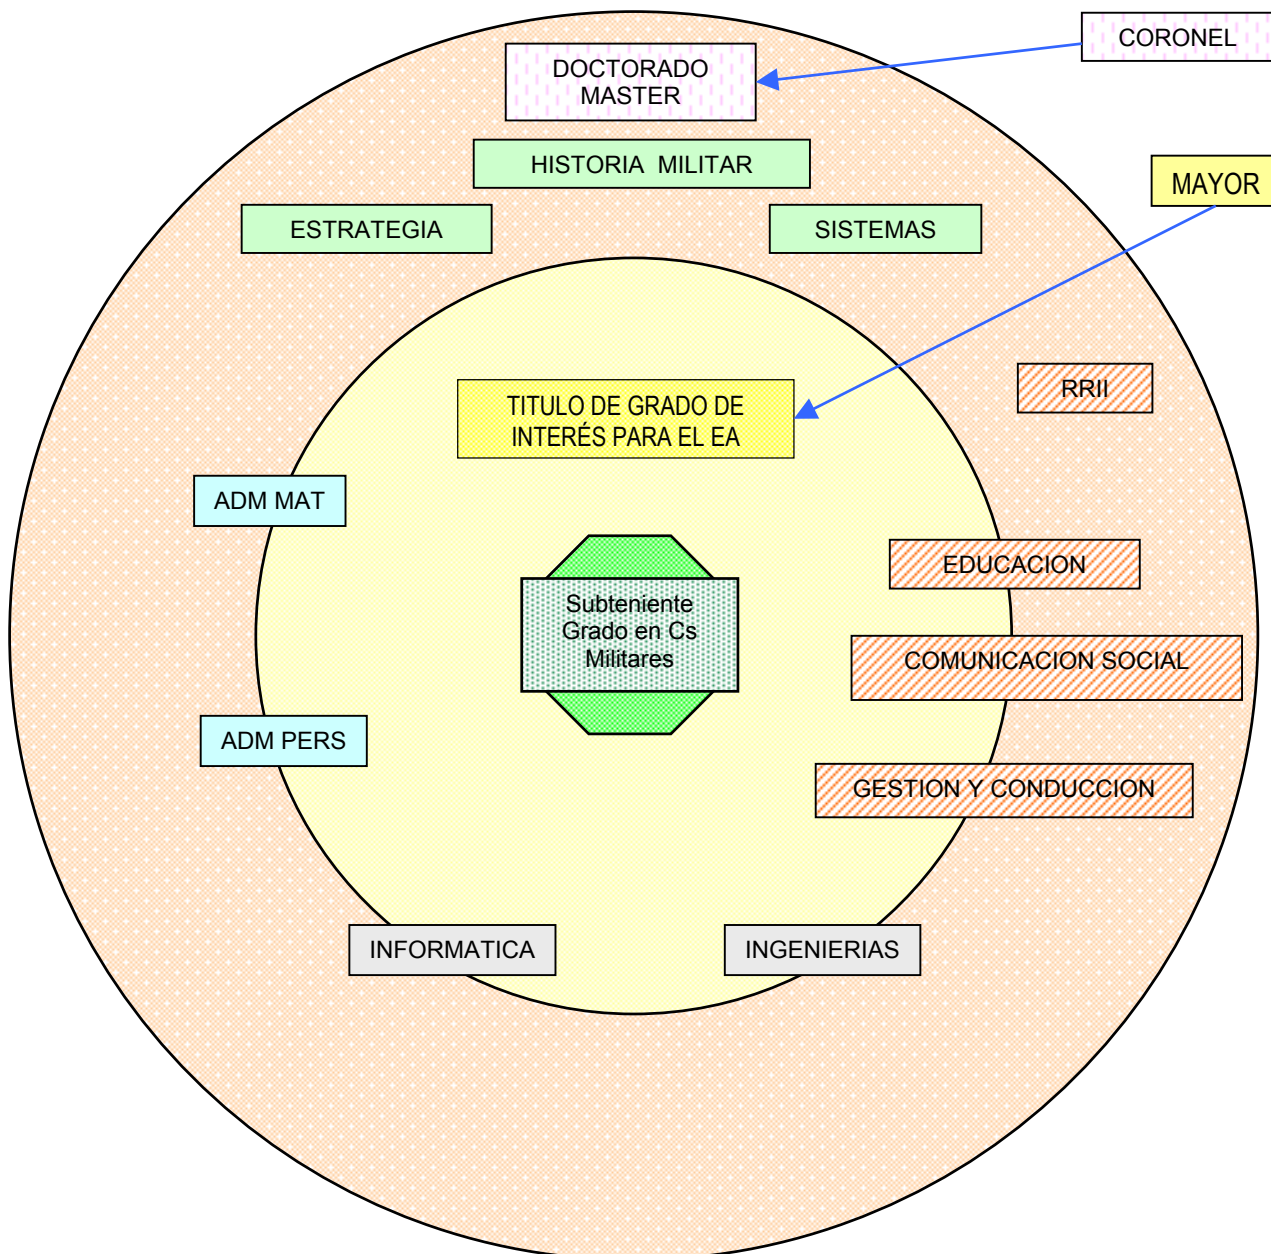 CORONEL
DOCTORADO
MASTER
HISTORIA MILITAR
MAYOR
ESTRATEGIA
SISTEMAS
RRII
TITULO DE GRADO DE
INTERÉS PARA EL EA
ADM MAT
EDUCACION
Subteniente
Grado en Cs
Militares
COMUNICACION SOCIAL
ADM PERS
GESTION Y CONDUCCION
INFORMATICA
INGENIERIAS